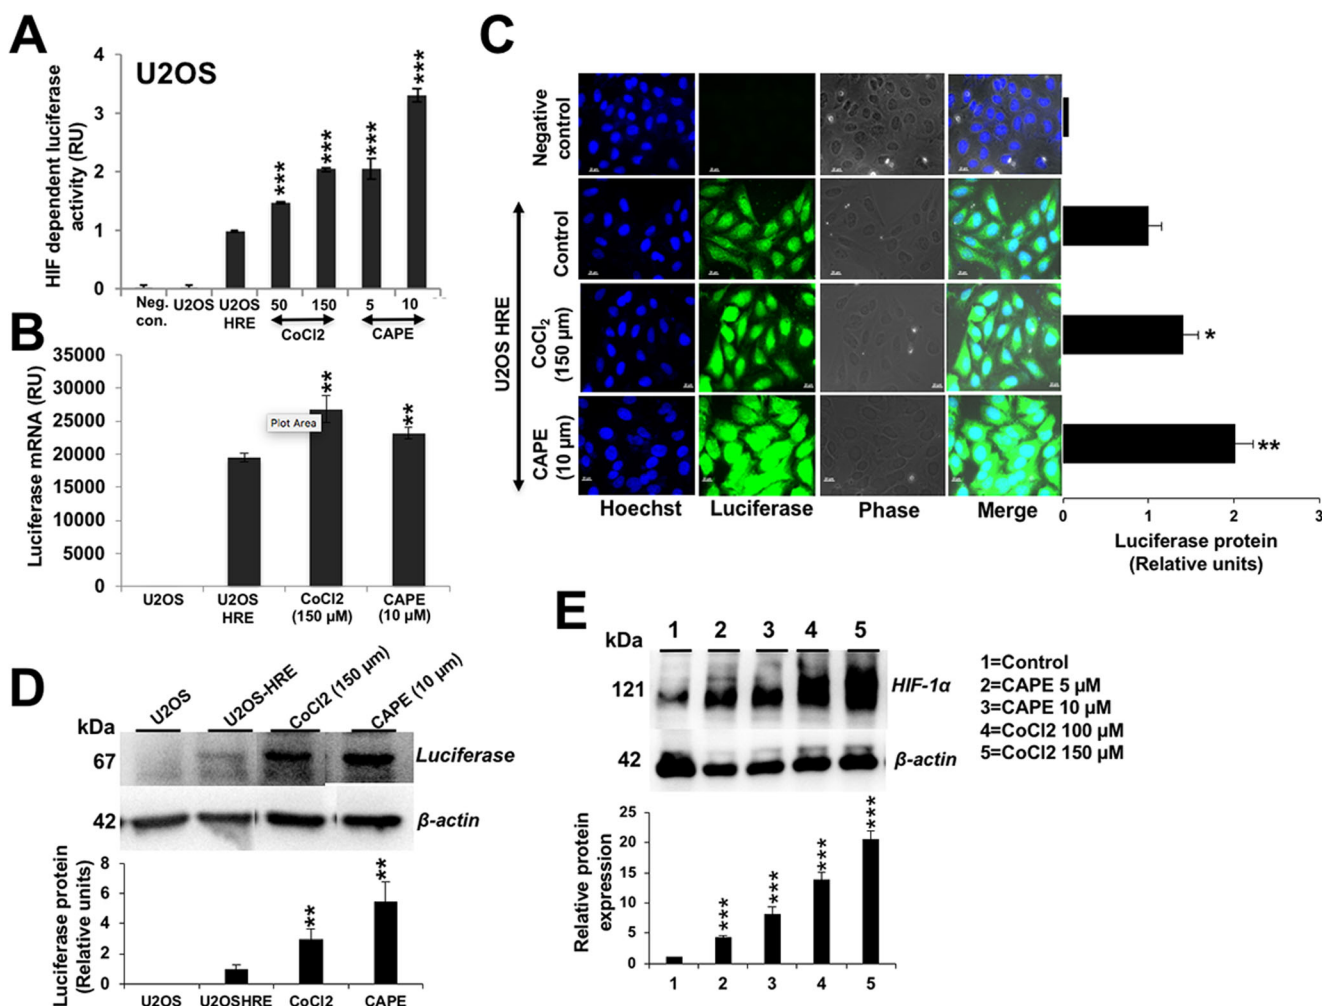 A
U2OS
HIF dependent luciferase
activity (RU)
4
3
2
1
0
***
***
***
***
Neg.
con.
U2OS
U2OS
HRE
50
150
5
10
CoCl2
CAPE
B
Luciferase mRNA (RU)
35000
30000
25000
20000
15000
10000
5000
0
**
**
Plot Area
U2OS
U2OS
HRE
CoCl2
(150 µM)
CAPE
(10 µM)
C
Negative
control
Control
CoCl2
(150 µm)
CAPE
(10 µm)
U2OS HRE
Hoechst
Luciferase
Phase
Merge
*
**
0
1
2
3
Luciferase protein
(Relative units)
D
kDa
U2OS
U2OS-HRE
CoCl2 (150 µm)
CAPE (10 µm)
67
Luciferase
42
β-actin
Luciferase protein
(Relative units)
8
6
4
2
0
**
**
U2OS
U2OSHRE
CoCl2
CAPE
E
kDa
1
2
3
4
5
121
HIF-1α
42
β-actin
1=Control
2=CAPE 5 µM
3=CAPE 10 µM
4=CoCl2 100 µM
5=CoCl2 150 µM
Relative protein
expression
25
20
15
10
5
0
***
***
***
***
1
2
3
4
5